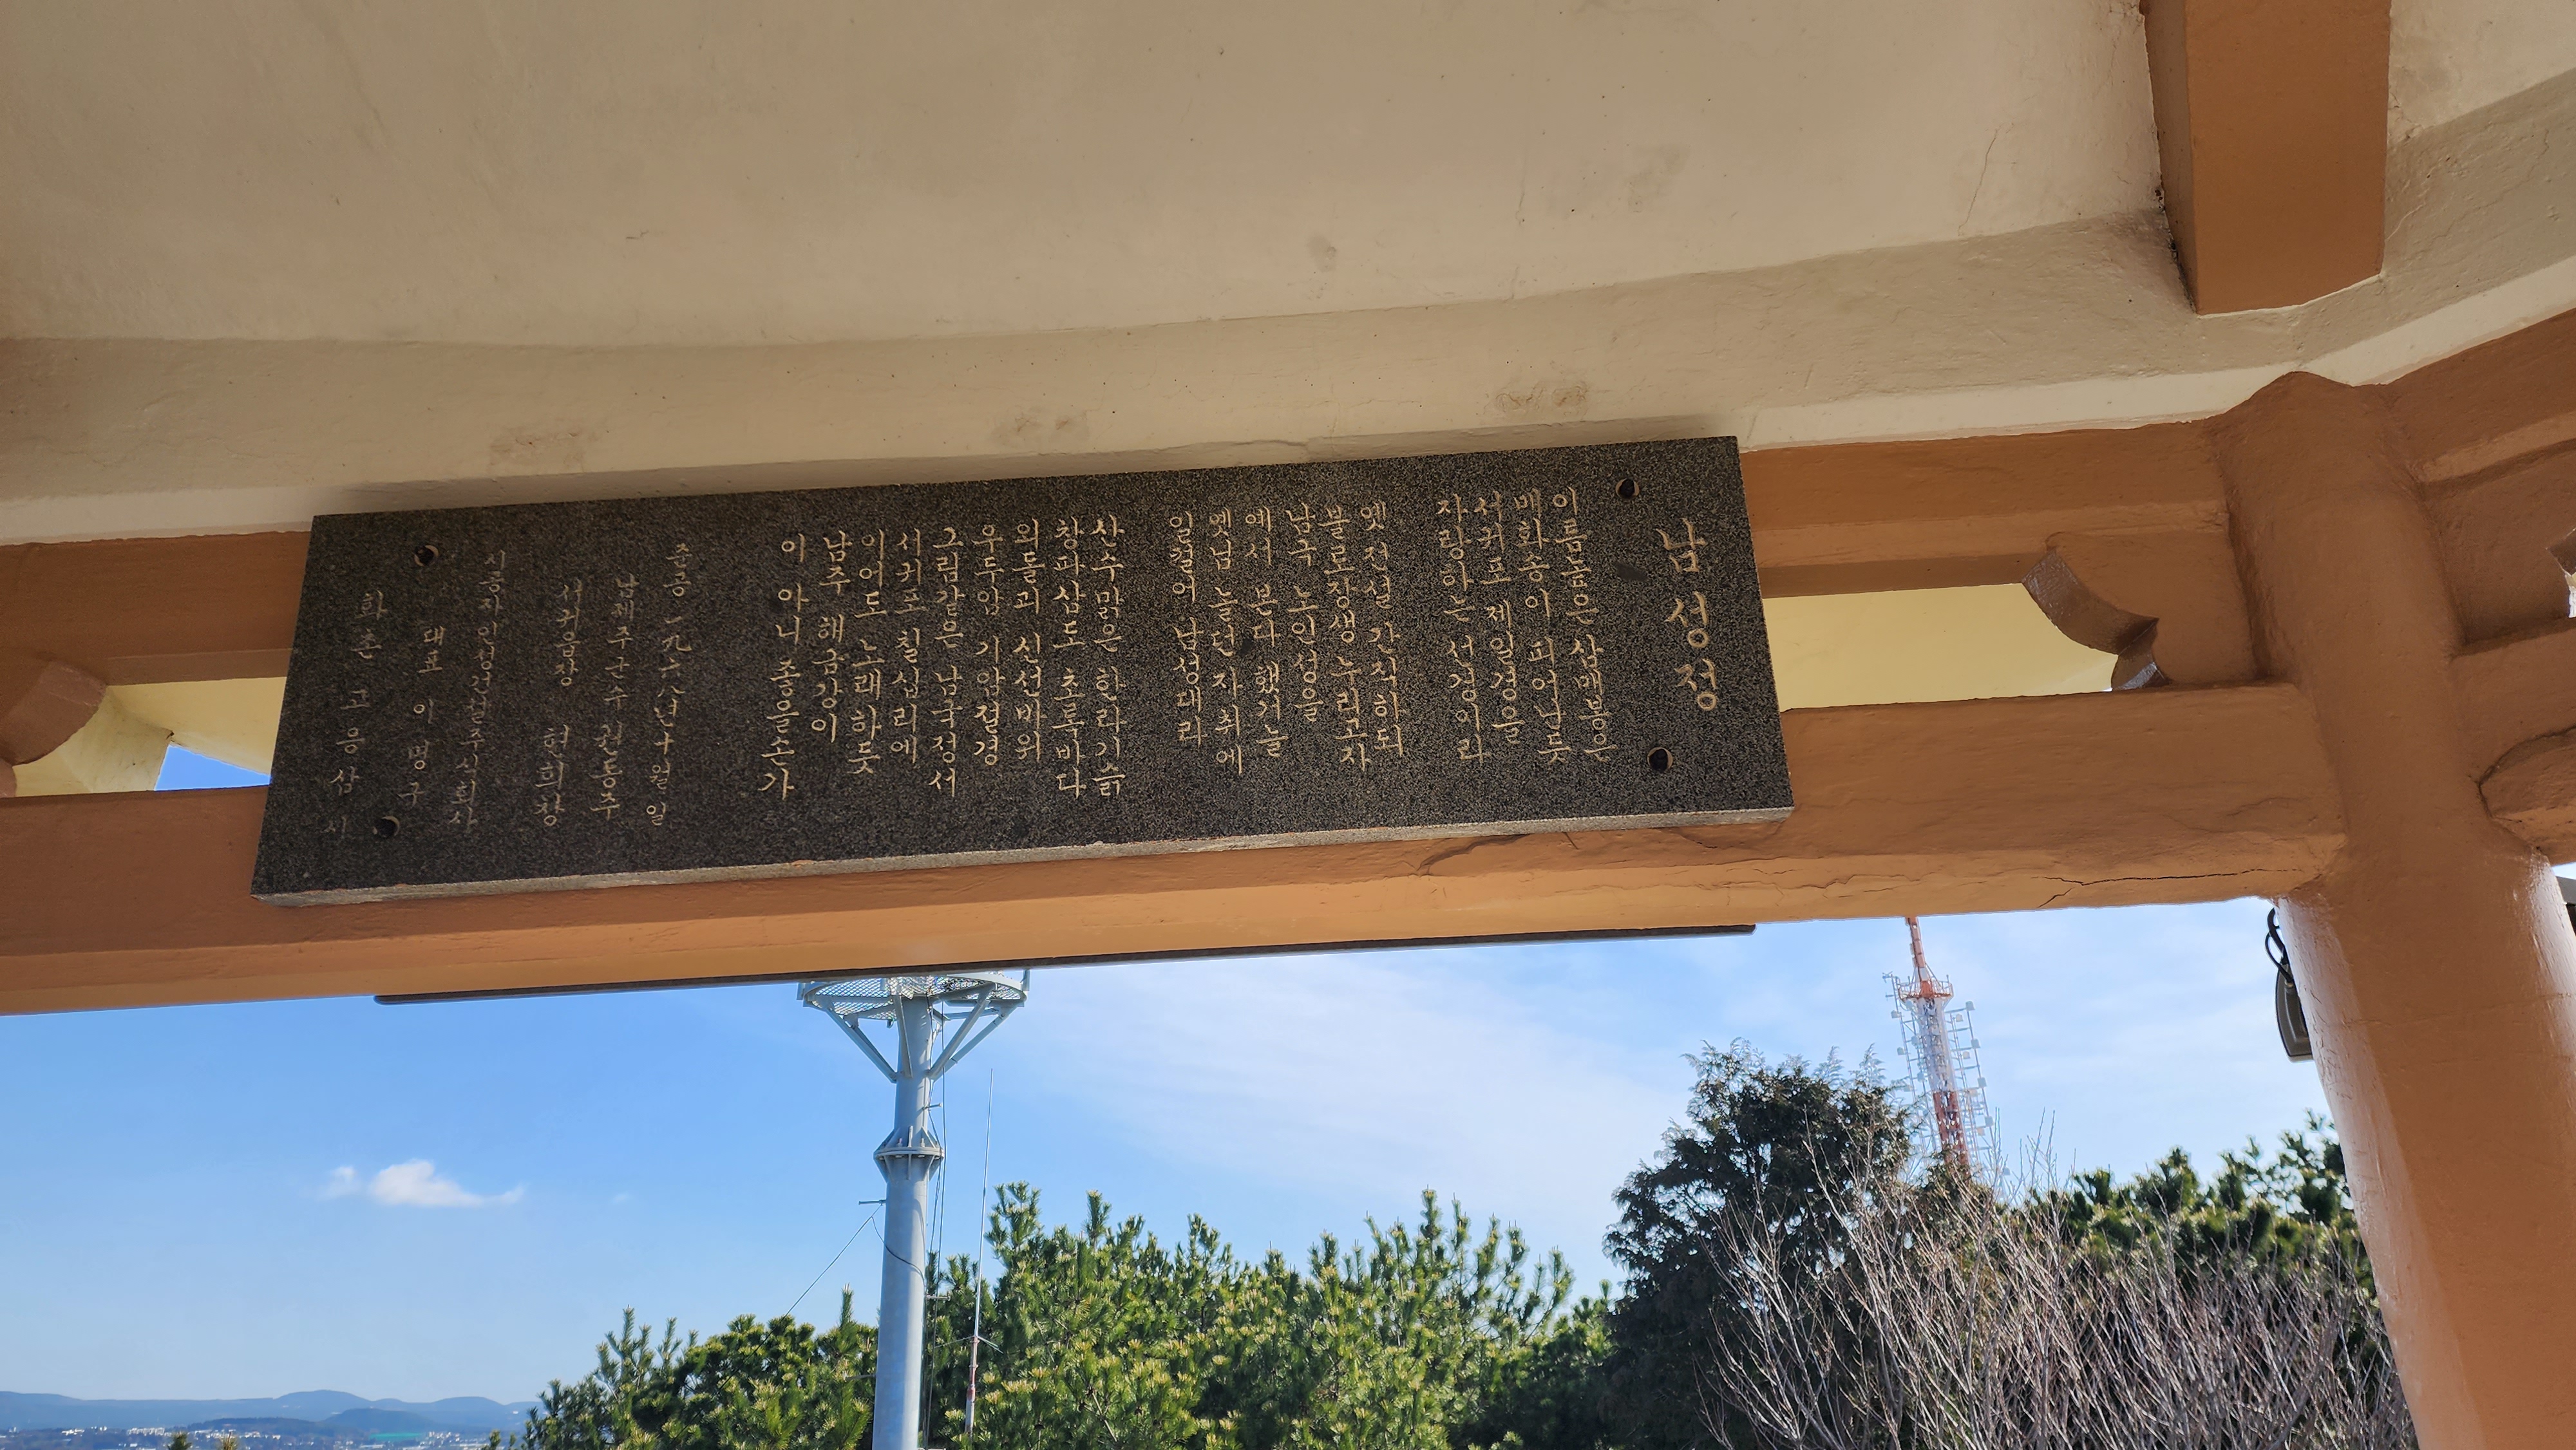 남성정
이름높은 삼매봉은
매화송이 피어난듯
서귀포 제일경을
자랑하는 선경이라
옛 전설 간직하되
불로장생 누리고자
남극 노인성을
예서 본다 했거늘
옛님 놀던 자취에
일컬어 남성대라
산수맑은 한라기슭
창파삼도 초록바다
외돌괴 신선바위
우두암 기암절경
그림같은 남국정서
서귀포 칠십리에
이어도 노래하듯
남주 해금강이
이 아니 좋을손가
준공 一九六八년 十월 일
남제주군수 김동주
서귀읍장 현희창
시공자 인성건설주식회사
대표 이명구
화촌 고응삼 시